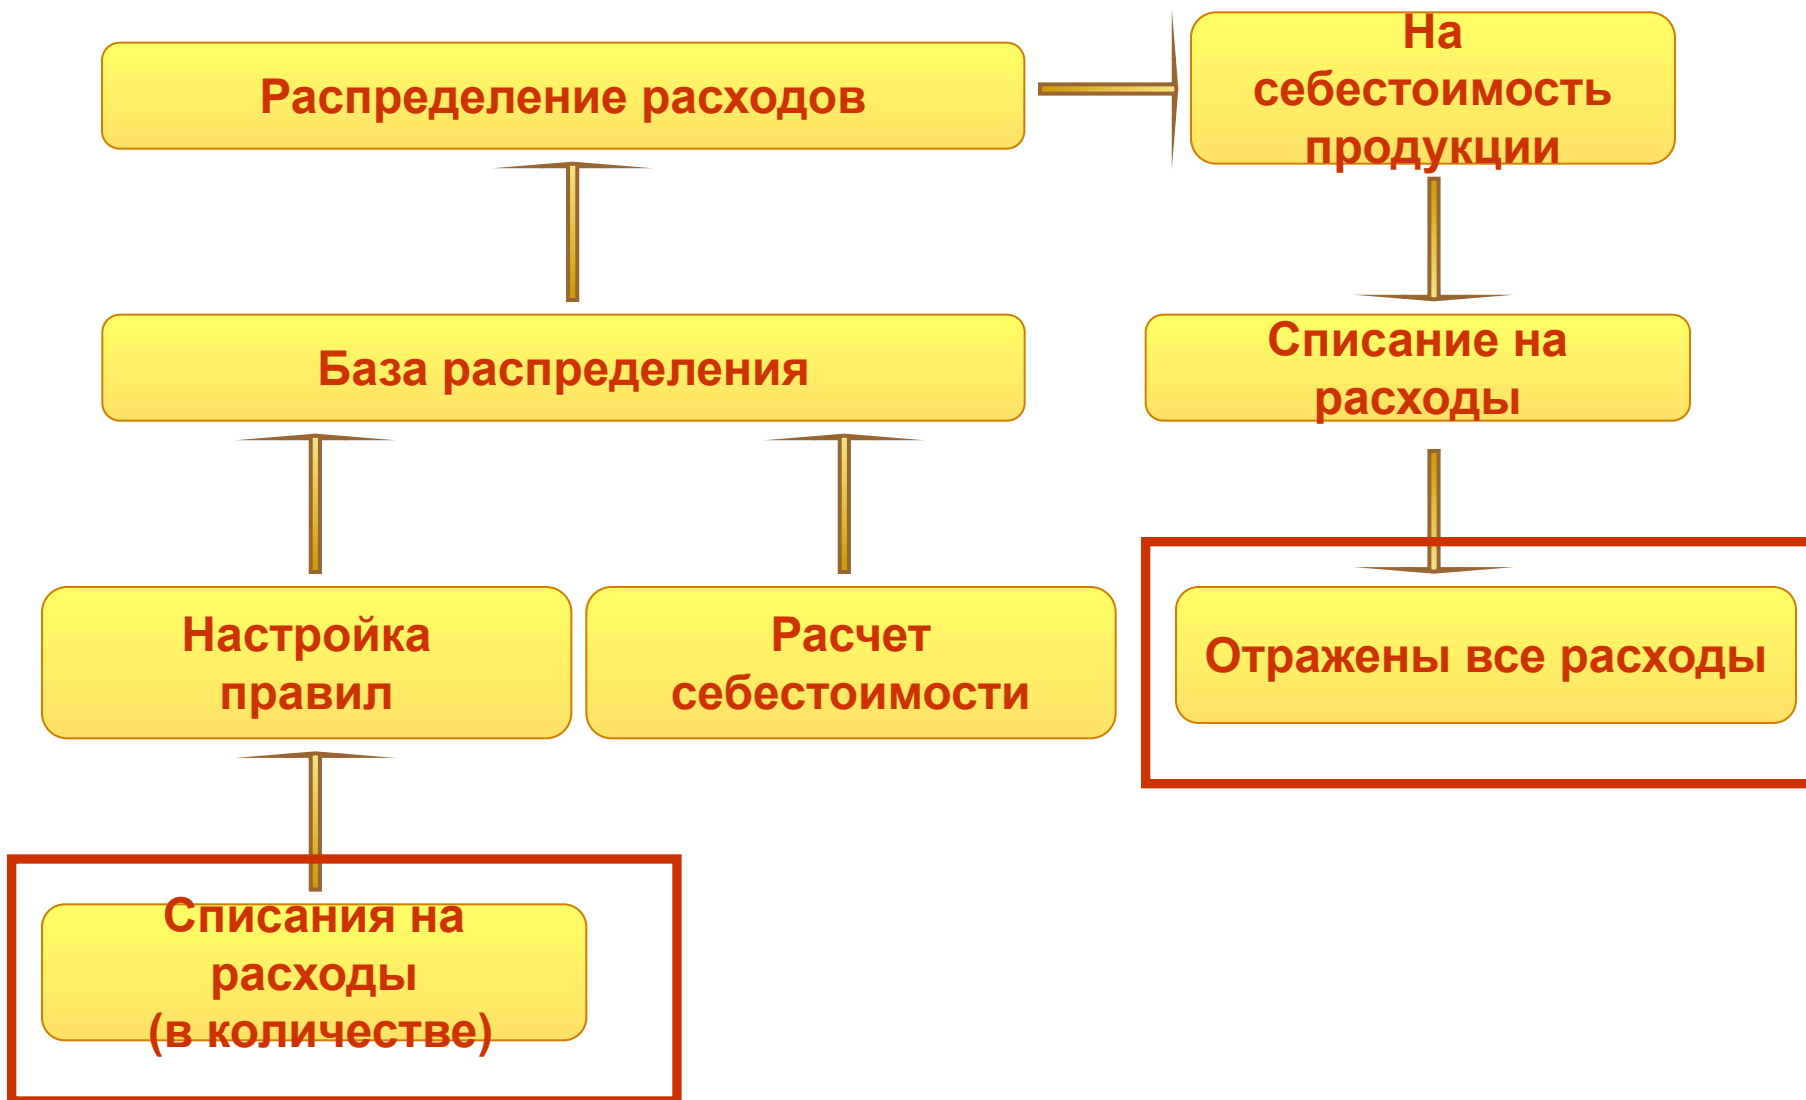 Распределение расходов
На
себестоимость
продукции
База распределения
Списание на
расходы
Настройка
правил
Расчет
себестоимости
Отражены все расходы
Списания на
расходы
(в количестве)